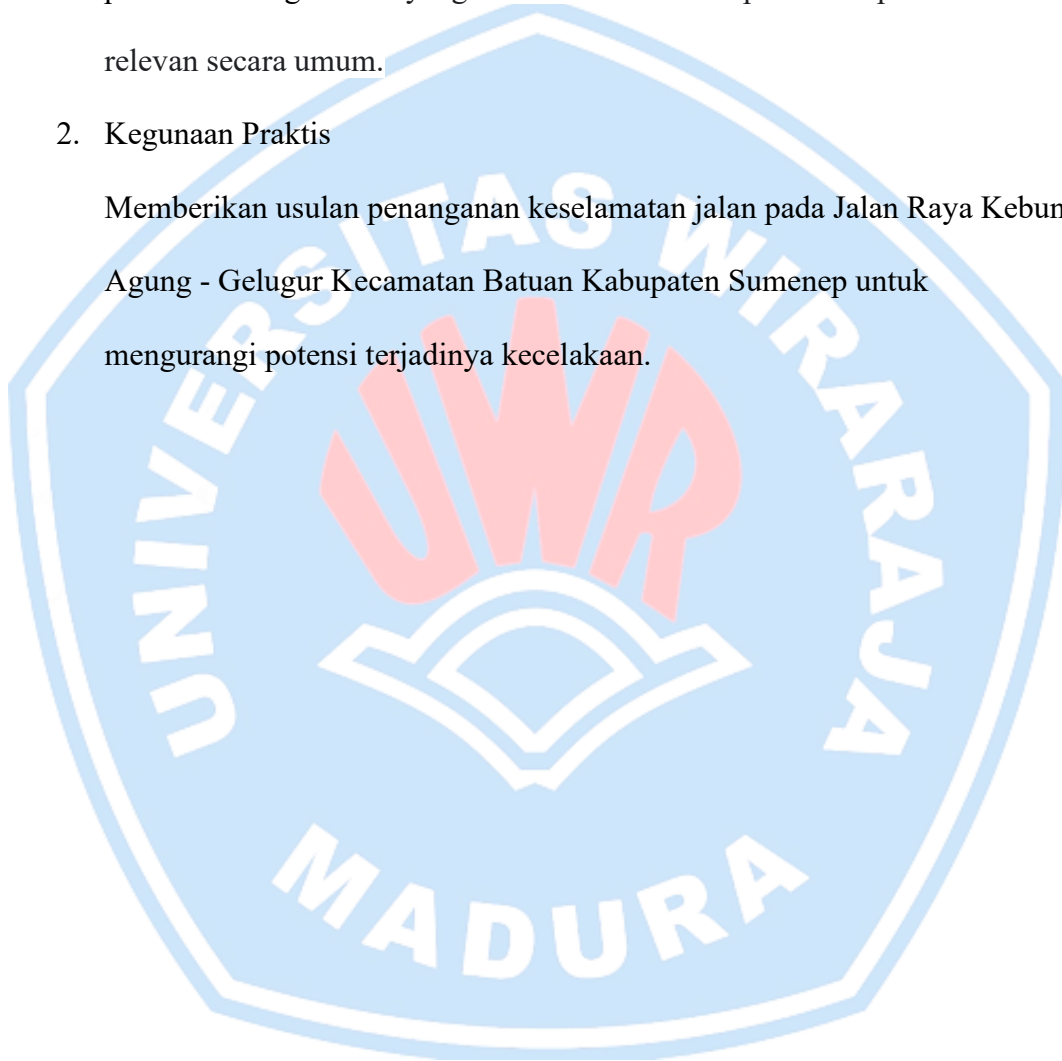 relevan secara umum.
2. Kegunaan Praktis
Memberikan usulan penanganan keselamatan jalan pada Jalan Raya Kebun
Agung - Gelugur Kecamatan Batuan Kabupaten Sumenep untuk
mengurangi potensi terjadinya kecelakaan.
UNIVERSITAS WIRARAJA
UWR
MADURA